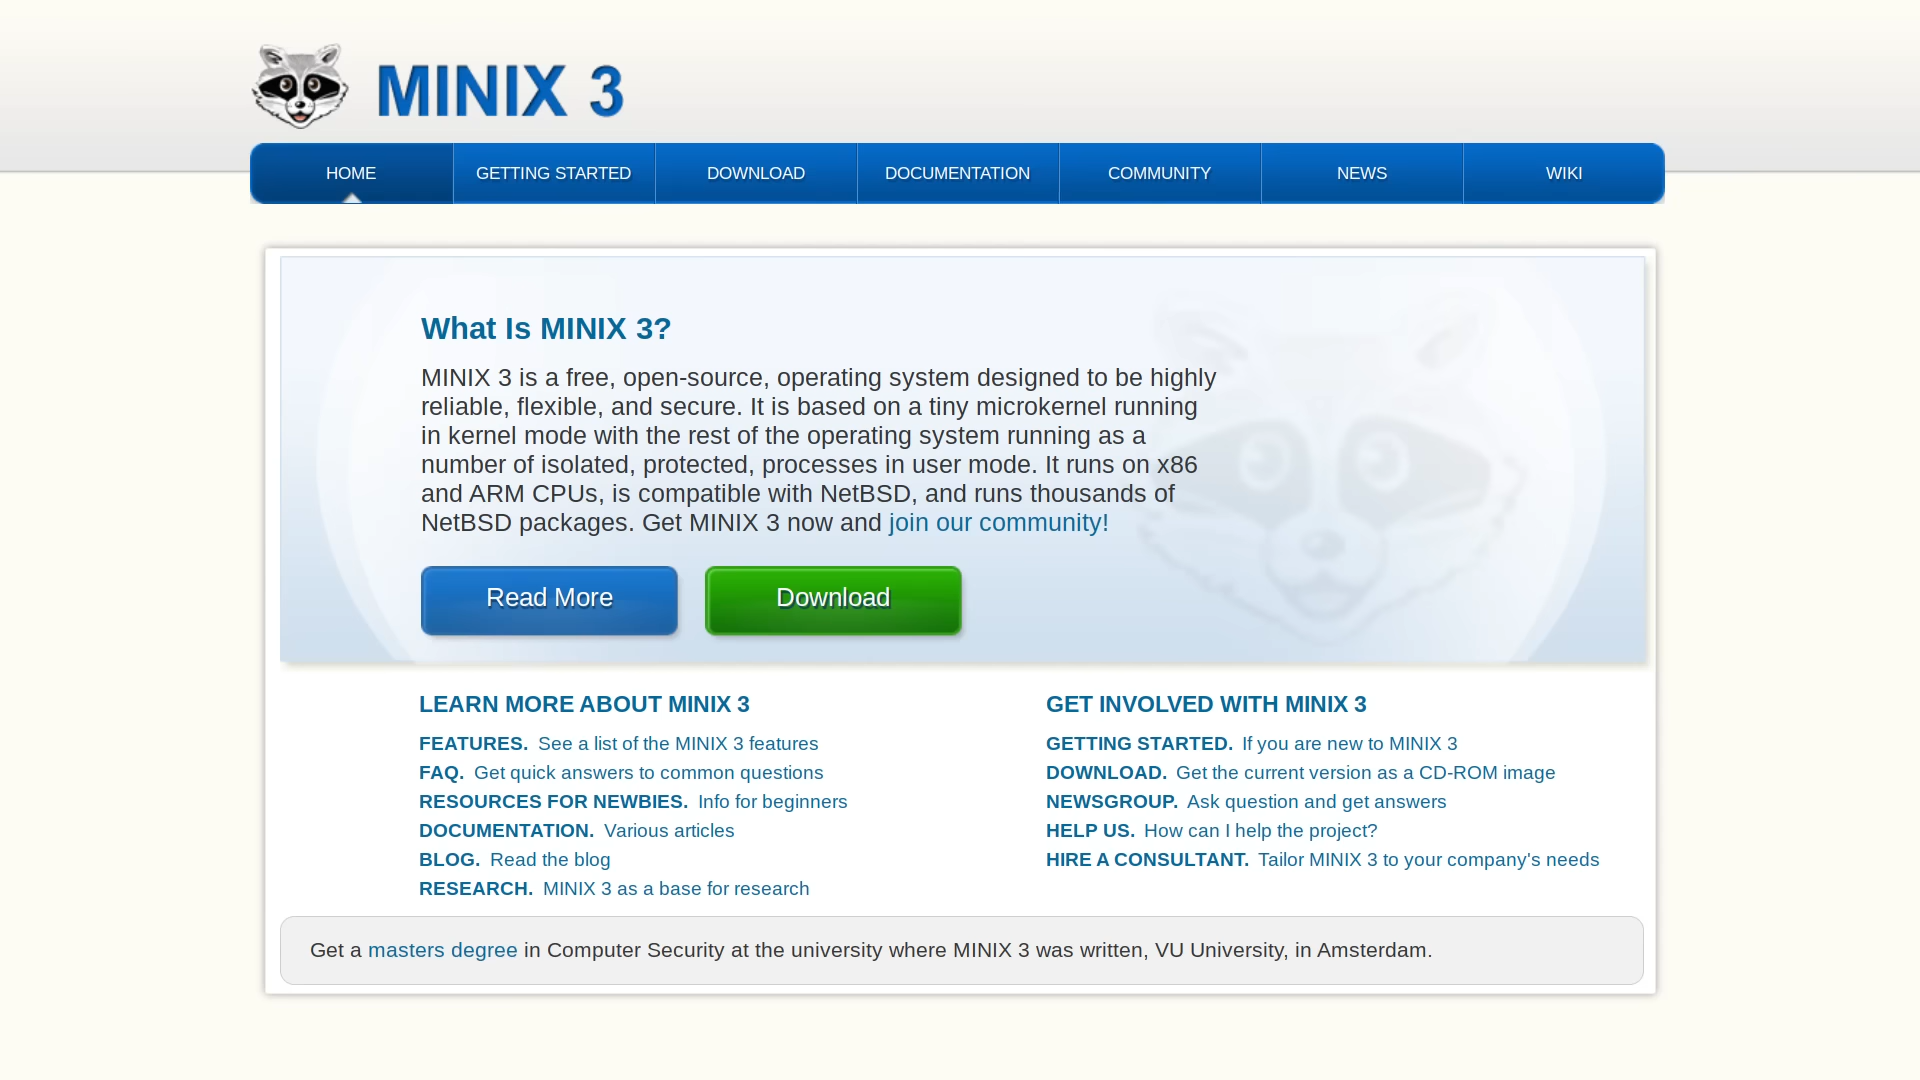 MINIX 3
HOME
GETTING STARTED
DOWNLOAD
DOCUMENTATION
COMMUNITY
NEWS
WIKI
What Is MINIX 3?
MINIX 3 is a free, open-source, operating system designed to be highly
reliable, flexible, and secure. It is based on a tiny microkernel running
in kernel mode with the rest of the operating system running as a
number of isolated, protected, processes in user mode. It runs on x86
and ARM CPUs, is compatible with NetBSD, and runs thousands of
NetBSD packages. Get MINIX 3 now and join our community!
Read More
Download
LEARN MORE ABOUT MINIX 3
FEATURES. See a list of the MINIX 3 features
FAQ. Get quick answers to common questions
RESOURCES FOR NEWBIES. Info for beginners
DOCUMENTATION. Various articles
BLOG. Read the blog
RESEARCH. MINIX 3 as a base for research
GET INVOLVED WITH MINIX 3
GETTING STARTED. If you are new to MINIX 3
DOWNLOAD. Get the current version as a CD-ROM image
NEWSGROUP. Ask question and get answers
HELP US. How can I help the project?
HIRE A CONSULTANT. Tailor MINIX 3 to your company's needs
Get a masters degree in Computer Security at the university where MINIX 3 was written, VU University, in Amsterdam.